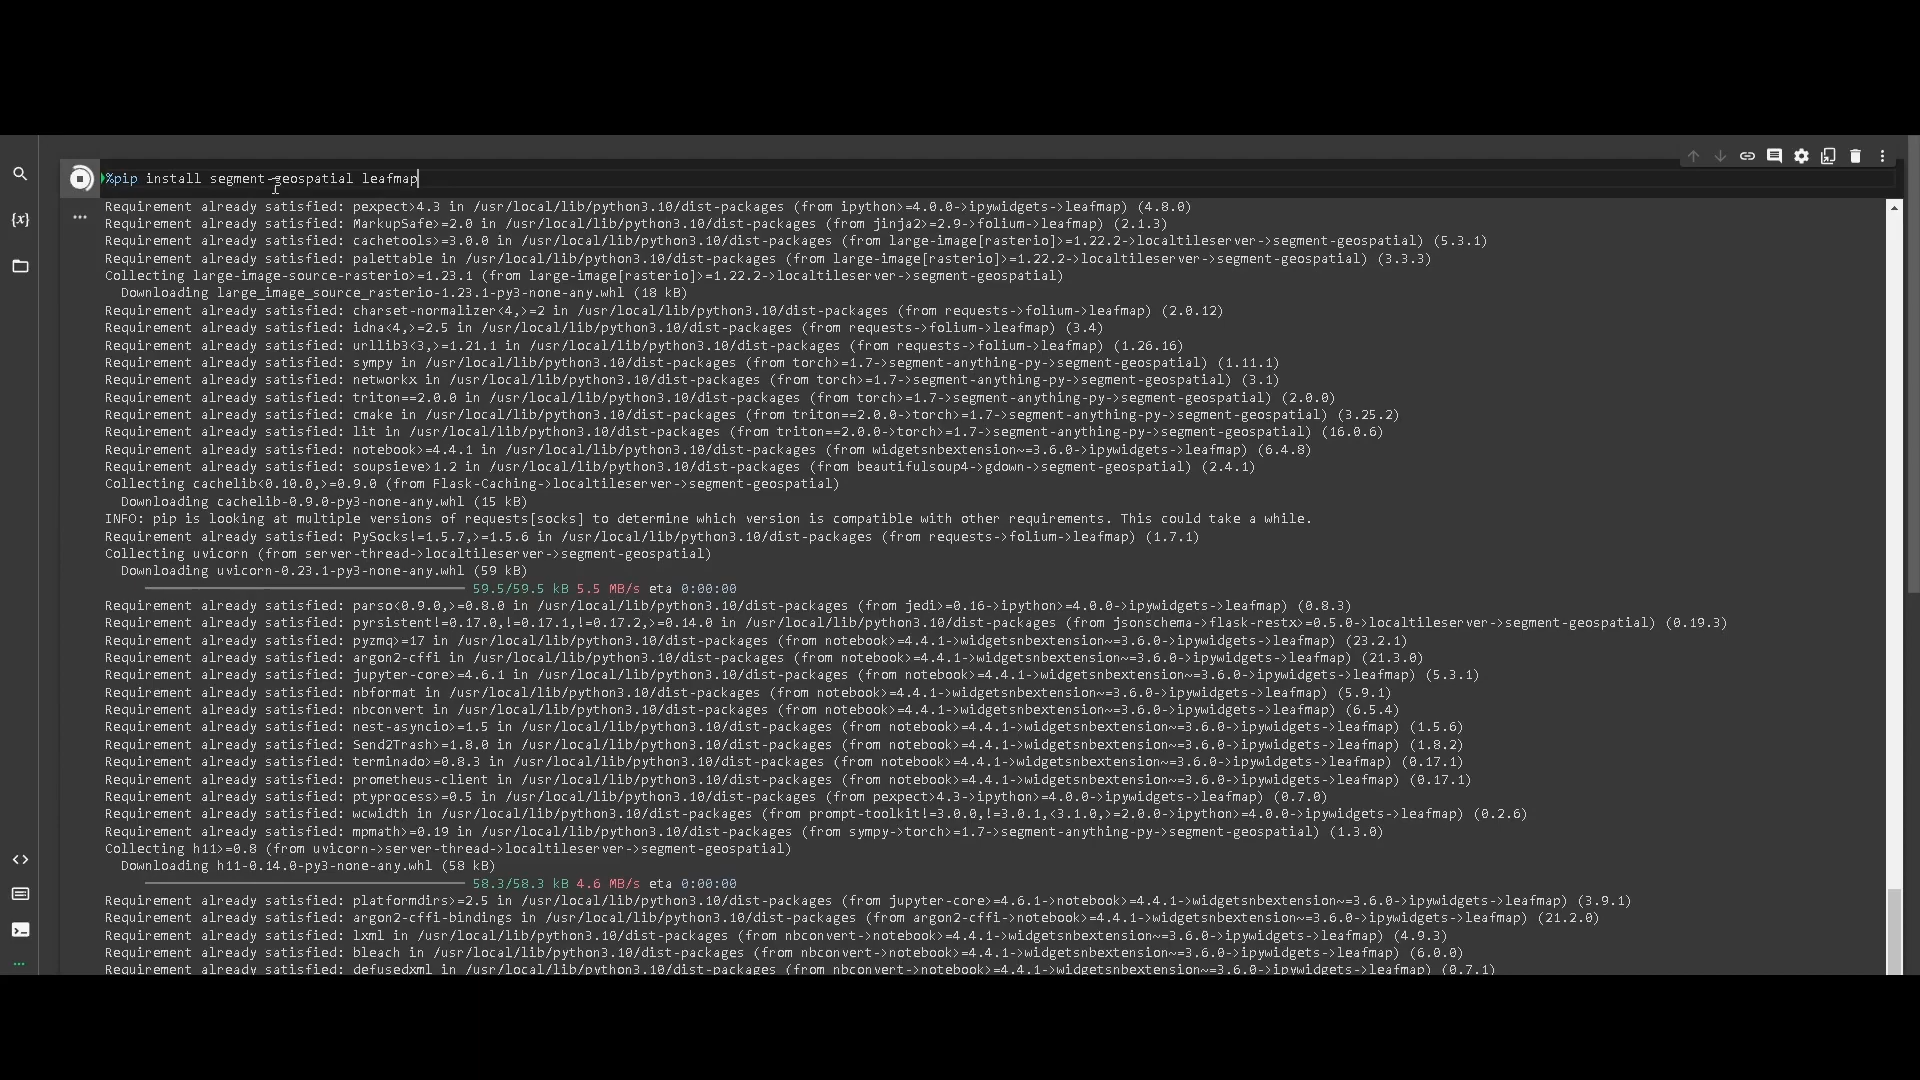 %pip install segment-geospatial leafmap
Requirement already satisfied: pexpect>4.3 in /usr/local/lib/python3.10/dist-packages (from ipython>=4.0.0->ipywidgets->leafmap) (4.8.0)
Requirement already satisfied: MarkupSafe>=2.0 in /usr/local/lib/python3.10/dist-packages (from jinja2>=2.9->folium->leafmap) (2.1.3)
Requirement already satisfied: cachetools>=3.0.0 in /usr/local/lib/python3.10/dist-packages (from large-image[rasterio]>=1.22.2->localtileserver->segment-geospatial) (5.3.1)
Requirement already satisfied: palettable in /usr/local/lib/python3.10/dist-packages (from large-image[rasterio]>=1.22.2->localtileserver->segment-geospatial) (3.3.3)
Collecting large-image-source-rasterio>=1.23.1 (from large-image[rasterio]>=1.22.2->localtileserver->segment-geospatial)
Downloading large_image_source_rasterio-1.23.1-py3-none-any.whl (18 kB)
Requirement already satisfied: charset-normalizer<4,>=2 in /usr/local/lib/python3.10/dist-packages (from requests->folium->leafmap) (2.0.12)
Requirement already satisfied: idna<4,>=2.5 in /usr/local/lib/python3.10/dist-packages (from requests->folium->leafmap) (3.4)
Requirement already satisfied: urllib3<3,>=1.21.1 in /usr/local/lib/python3.10/dist-packages (from requests->folium->leafmap) (1.26.16)
Requirement already satisfied: sympy in /usr/local/lib/python3.10/dist-packages (from torch>=1.7->segment-anything-py->segment-geospatial) (1.11.1)
Requirement already satisfied: networkx in /usr/local/lib/python3.10/dist-packages (from torch>=1.7->segment-anything-py->segment-geospatial) (3.1)
Requirement already satisfied: triton==2.0.0 in /usr/local/lib/python3.10/dist-packages (from torch>=1.7->segment-anything-py->segment-geospatial) (2.0.0)
Requirement already satisfied: cmake in /usr/local/lib/python3.10/dist-packages (from triton==2.0.0->torch>=1.7->segment-anything-py->segment-geospatial) (3.25.2)
Requirement already satisfied: lit in /usr/local/lib/python3.10/dist-packages (from triton==2.0.0->torch>=1.7->segment-anything-py->segment-geospatial) (16.0.6)
Requirement already satisfied: notebook>=4.4.1 in /usr/local/lib/python3.10/dist-packages (from widgetsnbextension~=3.6.0->ipywidgets->leafmap) (6.4.8)
Requirement already satisfied: soupsieve>1.2 in /usr/local/lib/python3.10/dist-packages (from beautifulsoup4->gdown->segment-geospatial) (2.4.1)
Collecting cachelib<0.10.0,>=0.9.0 (from Flask-Caching->localtileserver->segment-geospatial)
Downloading cachelib-0.9.0-py3-none-any.whl (15 kB)
INFO: pip is looking at multiple versions of requests[socks] to determine which version is compatible with other requirements. This could take a while.
Requirement already satisfied: PySocks!=1.5.7,>=1.5.6 in /usr/local/lib/python3.10/dist-packages (from requests->folium->leafmap) (1.7.1)
Collecting uvicorn (from server-thread->localtileserver->segment-geospatial)
Downloading uvicorn-0.23.1-py3-none-any.whl (59 kB)
59.5/59.5 kB 5.5 MB/s eta 0:00:00
Requirement already satisfied: parso<0.9.0,>=0.8.0 in /usr/local/lib/python3.10/dist-packages (from jedi>=0.16->ipython>=4.0.0->ipywidgets->leafmap) (0.8.3)
Requirement already satisfied: pyrsistent!=0.17.0,!=0.17.1,!=0.17.2,>=0.14.0 in /usr/local/lib/python3.10/dist-packages (from jsonschema->flask-restx>=0.5.0->localtileserver->segment-geospatial) (0.19.3)
Requirement already satisfied: pyzmq>=17 in /usr/local/lib/python3.10/dist-packages (from notebook>=4.4.1->widgetsnbextension~=3.6.0->ipywidgets->leafmap) (23.2.1)
Requirement already satisfied: argon2-cffi in /usr/local/lib/python3.10/dist-packages (from notebook>=4.4.1->widgetsnbextension~=3.6.0->ipywidgets->leafmap) (21.3.0)
Requirement already satisfied: jupyter-core>=4.6.1 in /usr/local/lib/python3.10/dist-packages (from notebook>=4.4.1->widgetsnbextension~=3.6.0->ipywidgets->leafmap) (5.3.1)
Requirement already satisfied: nbformat in /usr/local/lib/python3.10/dist-packages (from notebook>=4.4.1->widgetsnbextension~=3.6.0->ipywidgets->leafmap) (5.9.1)
Requirement already satisfied: nbconvert in /usr/local/lib/python3.10/dist-packages (from notebook>=4.4.1->widgetsnbextension~=3.6.0->ipywidgets->leafmap) (6.5.4)
Requirement already satisfied: nest-asyncio>=1.5 in /usr/local/lib/python3.10/dist-packages (from notebook>=4.4.1->widgetsnbextension~=3.6.0->ipywidgets->leafmap) (1.5.6)
Requirement already satisfied: Send2Trash>=1.8.0 in /usr/local/lib/python3.10/dist-packages (from notebook>=4.4.1->widgetsnbextension~=3.6.0->ipywidgets->leafmap) (1.8.2)
Requirement already satisfied: terminado>=0.8.3 in /usr/local/lib/python3.10/dist-packages (from notebook>=4.4.1->widgetsnbextension~=3.6.0->ipywidgets->leafmap) (0.17.1)
Requirement already satisfied: prometheus-client in /usr/local/lib/python3.10/dist-packages (from notebook>=4.4.1->widgetsnbextension~=3.6.0->ipywidgets->leafmap) (0.17.1)
Requirement already satisfied: ptyprocess>=0.5 in /usr/local/lib/python3.10/dist-packages (from pexpect>4.3->ipython>=4.0.0->ipywidgets->leafmap) (0.7.0)
Requirement already satisfied: wcwidth in /usr/local/lib/python3.10/dist-packages (from prompt-toolkit!=3.0.0,!=3.0.1,<3.1.0,>=2.0.0->ipython>=4.0.0->ipywidgets->leafmap) (0.2.6)
Requirement already satisfied: mpmath>=0.19 in /usr/local/lib/python3.10/dist-packages (from sympy->torch>=1.7->segment-anything-py->segment-geospatial) (1.3.0)
Collecting h11>=0.8 (from uvicorn->server-thread->localtileserver->segment-geospatial)
Downloading h11-0.14.0-py3-none-any.whl (58 kB)
58.3/58.3 kB 4.6 MB/s eta 0:00:00
Requirement already satisfied: platformdirs>=2.5 in /usr/local/lib/python3.10/dist-packages (from jupyter-core>=4.6.1->notebook>=4.4.1->widgetsnbextension~=3.6.0->ipywidgets->leafmap) (3.9.1)
Requirement already satisfied: argon2-cffi-bindings in /usr/local/lib/python3.10/dist-packages (from argon2-cffi->notebook>=4.4.1->widgetsnbextension~=3.6.0->ipywidgets->leafmap) (21.2.0)
Requirement already satisfied: lxml in /usr/local/lib/python3.10/dist-packages (from nbconvert->notebook>=4.4.1->widgetsnbextension~=3.6.0->ipywidgets->leafmap) (4.9.3)
Requirement already satisfied: bleach in /usr/local/lib/python3.10/dist-packages (from nbconvert->notebook>=4.4.1->widgetsnbextension~=3.6.0->ipywidgets->leafmap) (6.0.0)
Requirement already satisfied: defusedxml in /usr/local/lib/python3.10/dist-packages (from nbconvert->notebook>=4.4.1->widgetsnbextension~=3.6.0->ipywidgets->leafmap) (0.7.1)